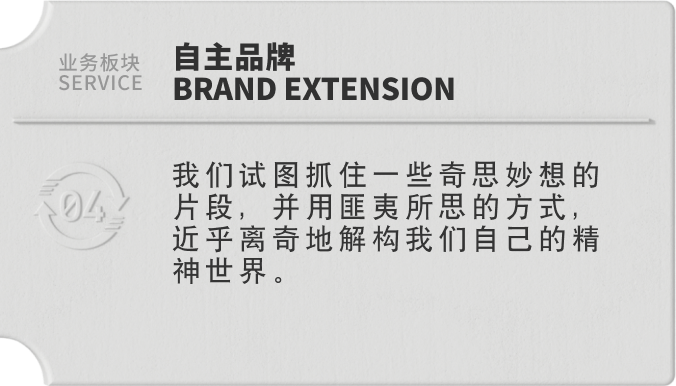 业务板块
SERVICE
自主品牌
BRAND EXTENSION
04
我们试图抓住一些奇思妙想的
片段，并用匪夷所思的方式，
近乎离奇地解构我们自己的精
神世界。